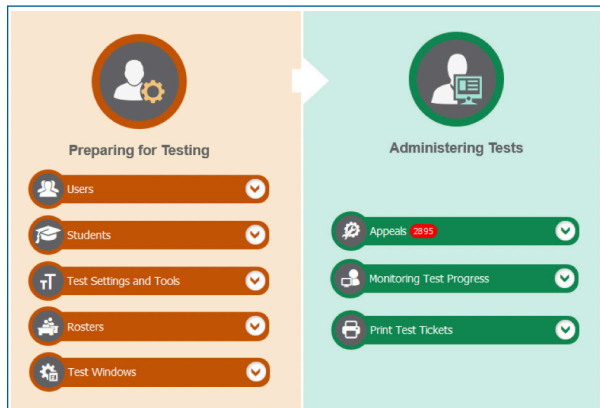 Preparing for Testing
Users
Students
Test Settings and Tools
Rosters
Test Windows
Administering Tests
Appeals 2895
Monitoring Test Progress
Print Test Tickets